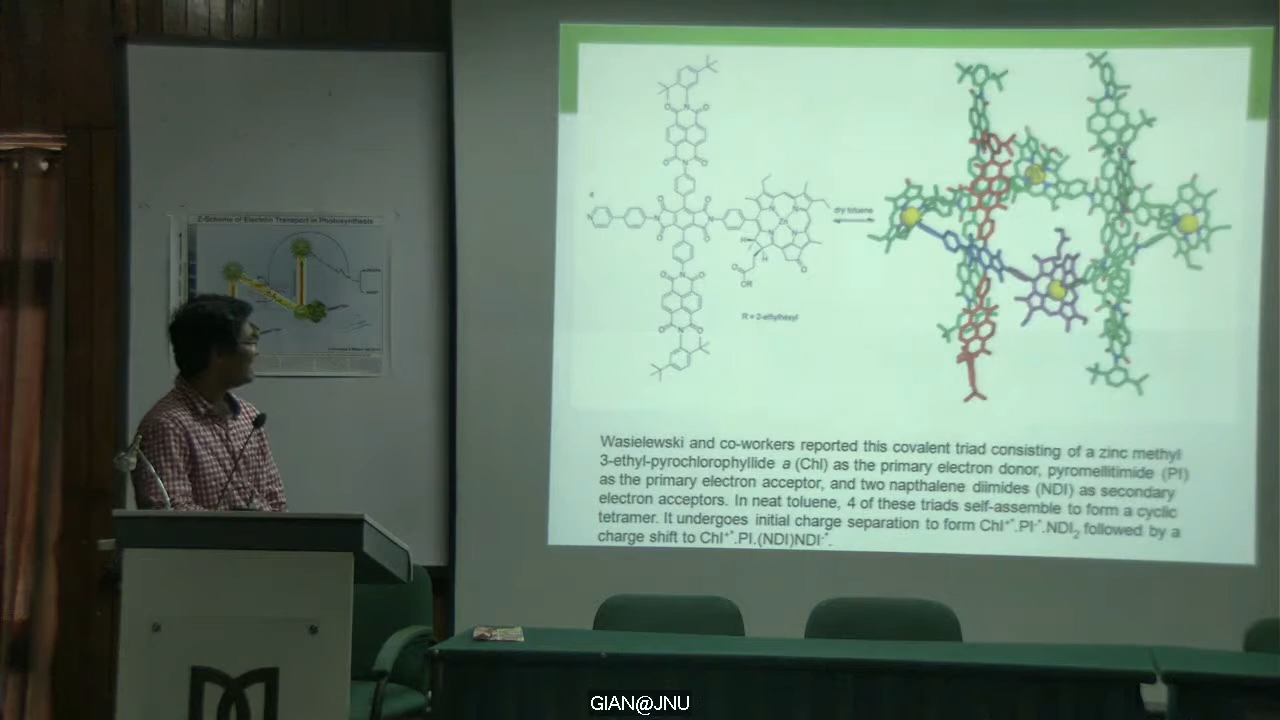 Z-Scheme of Electron Transport in Photosynthesis
dry toluene
N
N
O
O
Zn
H
H
O
OR
O
R = 2-ethylhexyl
Wasielewski and co-workers reported this covalent triad consisting of a zinc methyl
3-ethyl-pyrochlorophyllide a (Chl) as the primary electron donor, pyromellitimide (PI)
as the primary electron acceptor, and two napthalene diimides (NDI) as secondary
electron acceptors. In neat toluene, 4 of these triads self-assemble to form a cyclic
tetramer. It undergoes initial charge separation to form Chl⁺˙.PI⁻˙.NDI₂ followed by a
charge shift to Chl⁺˙.PI.(NDI)NDI⁻˙.
GIAN@JNU